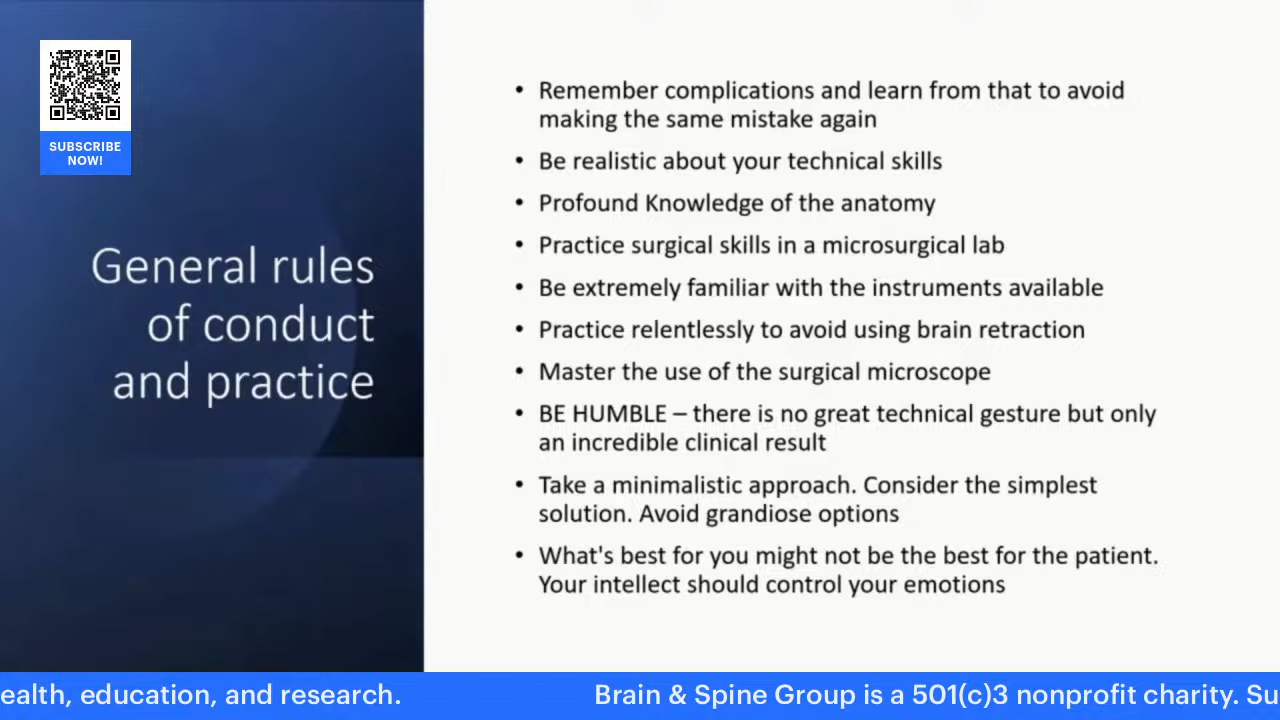 SUBSCRIBE
NOW!
General rules
of conduct
and practice
• Remember complications and learn from that to avoid
making the same mistake again
• Be realistic about your technical skills
• Profound Knowledge of the anatomy
• Practice surgical skills in a microsurgical lab
• Be extremely familiar with the instruments available
• Practice relentlessly to avoid using brain retraction
• Master the use of the surgical microscope
• BE HUMBLE – there is no great technical gesture but only
an incredible clinical result
• Take a minimalistic approach. Consider the simplest
solution. Avoid grandiose options
• What's best for you might not be the best for the patient.
Your intellect should control your emotions
ealth, education, and research. Brain & Spine Group is a 501(c)3 nonprofit charity. Su